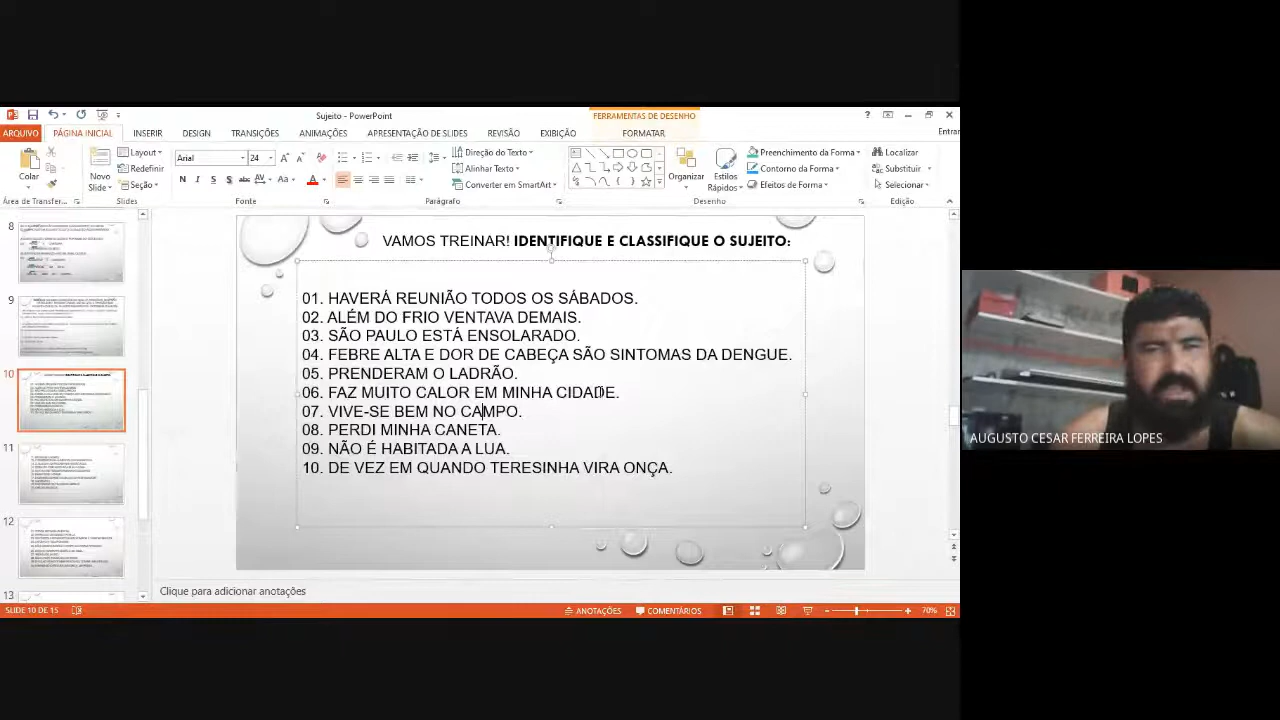 Sujeito - PowerPoint
FERRAMENTAS DE DESENHO
ARQUIVO PÁGINA INICIAL INSERIR DESIGN TRANSIÇÕES ANIMAÇÕES APRESENTAÇÃO DE SLIDES REVISÃO EXIBIÇÃO FORMATAR Entrar
Colar
Novo Slide
Layout
Redefinir
Seção
Arial 24
Direção do Texto
Alinhar Texto
Converter em SmartArt
Organizar
Estilos Rápidos
Preenchimento da Forma
Contorno da Forma
Efeitos de Forma
Localizar
Substituir
Selecionar
Área de Transfer... Slides Fonte Parágrafo Desenho Edição
8
9
10
11
12
13
VAMOS TREINAR: IDENTIFIQUE E CLASSIFIQUE O SUJEITO:
01. HAVERÁ REUNIÃO TODOS OS SÁBADOS.
02. ALÉM DO FRIO VENTAVA DEMAIS.
03. SÃO PAULO ESTÁ ENSOLARADO.
04. FEBRE ALTA E DOR DE CABEÇA SÃO SINTOMAS DA DENGUE.
05. PRENDERAM O LADRÃO.
06. FAZ MUITO CALOR EM MINHA CIDADE.
07. VIVE-SE BEM NO CAMPO.
08. PERDI MINHA CANETA.
09. NÃO É HABITADA A LUA.
10. DE VEZ EM QUANDO TERESINHA VIRA ONÇA.
AUGUSTO CESAR FERREIRA LOPES
Clique para adicionar anotações
SLIDE 10 DE 15 ANOTAÇÕES COMENTÁRIOS 70%